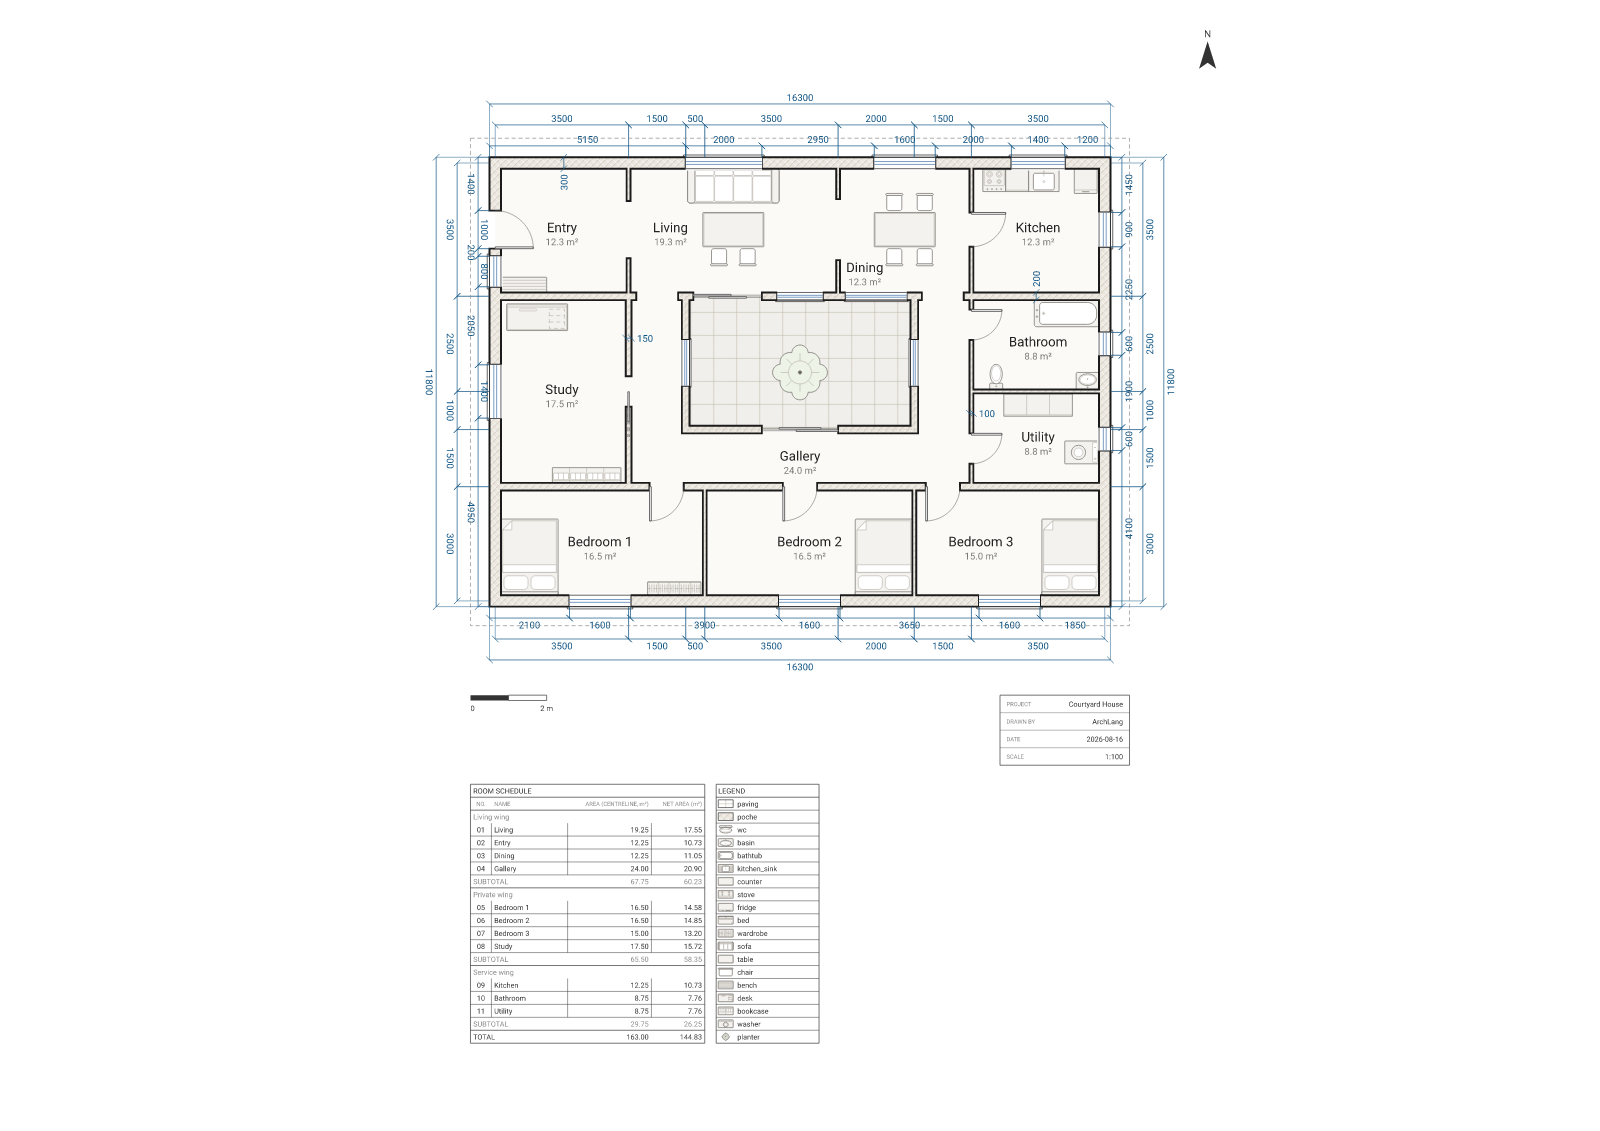 N
16300
3500 1500 500 3500 2000 1500 3500
5150 2000 2950 1600 2000 1400 1200
300
1400
1000
200
800
2050
1400
4950
3500
2500
1000
1500
3000
11800
1450
900
2250
600
1900
600
4100
3500
2500
1000
1500
3000
11800
Entry
12.3 m²
Living
19.3 m²
Dining
12.3 m²
Kitchen
12.3 m²
200
150
Bathroom
8.8 m²
Study
17.5 m²
100
Utility
8.8 m²
Gallery
24.0 m²
Bedroom 1
16.5 m²
Bedroom 2
16.5 m²
Bedroom 3
15.0 m²
2100 1600 3900 1600 3650 1600 1850
3500 1500 500 3500 2000 1500 3500
16300
0 2 m
PROJECT Courtyard House
DRAWN BY ArchLang
DATE 2026-08-16
SCALE 1:100
ROOM SCHEDULE
NO. NAME AREA (CENTRELINE, m²) NET AREA (m²)
Living wing
01 Living 19.25 17.55
02 Entry 12.25 10.73
03 Dining 12.25 11.05
04 Gallery 24.00 20.90
SUBTOTAL 67.75 60.23
Private wing
05 Bedroom 1 16.50 14.58
06 Bedroom 2 16.50 14.85
07 Bedroom 3 15.00 13.20
08 Study 17.50 15.72
SUBTOTAL 65.50 58.35
Service wing
09 Kitchen 12.25 10.73
10 Bathroom 8.75 7.76
11 Utility 8.75 7.76
SUBTOTAL 29.75 26.25
TOTAL 163.00 144.83
LEGEND
paving
poche
wc
basin
bathtub
kitchen_sink
counter
stove
fridge
bed
wardrobe
sofa
table
chair
bench
desk
bookcase
washer
planter